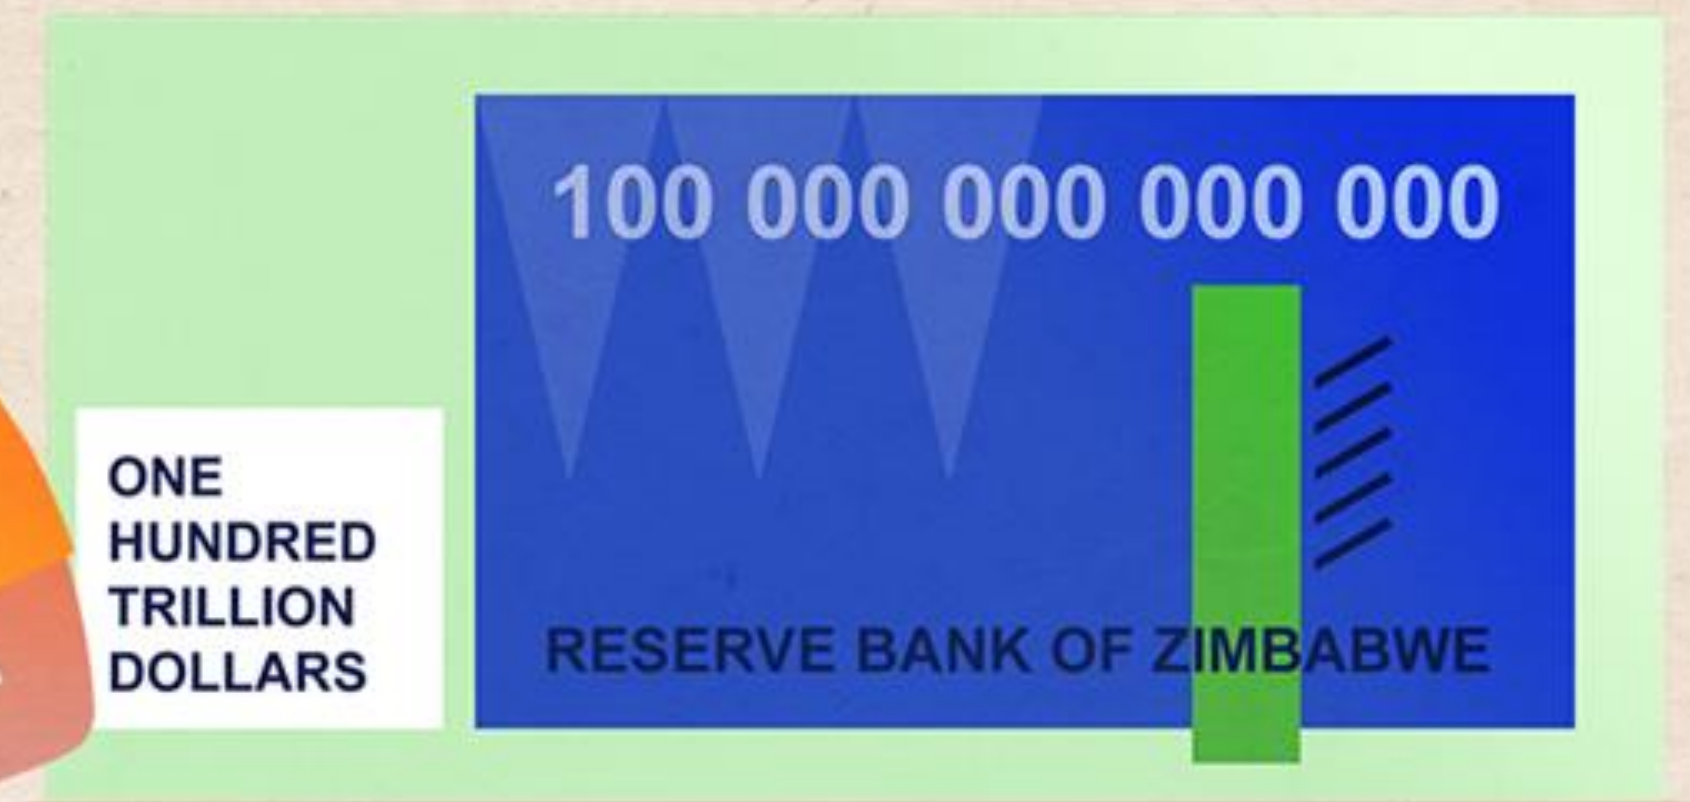 100 000 000 000 000
ONE
HUNDRED
TRILLION
DOLLARS
RESERVE BANK OF ZIMBABWE